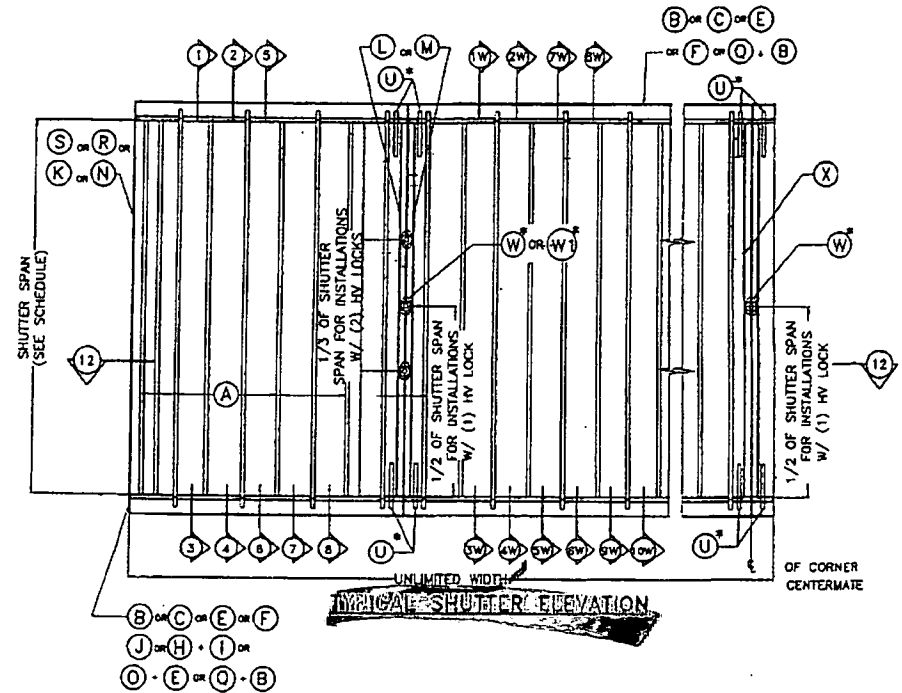 B OR C OR E
OR F OR Q + B
L OR M
1 2 5
1W 2W 7W 8W
U*
U*
S OR R OR
K OR N
X
W* OR W1
W*
SHUTTER SPAN
(SEE SCHEDULE)
1/3 OF SHUTTER
SPAN FOR INSTALLATIONS
W/ (2) HV LOCKS
12
A
1/2 OF SHUTTER SPAN
FOR INSTALLATIONS
W/ (1) HV LOCK
1/2 OF SHUTTER SPAN
FOR INSTALLATIONS
W/ (1) HV LOCK
12
3 4 6 7 8
U*
3W 4W 5W 6W 9W 10W
U*
℄ OF CORNER
CENTERMATE
UNLIMITED WIDTH
TYPICAL SHUTTER ELEVATION
B OR C OR E OR F
J OR H + I OR
O + E OR Q + B